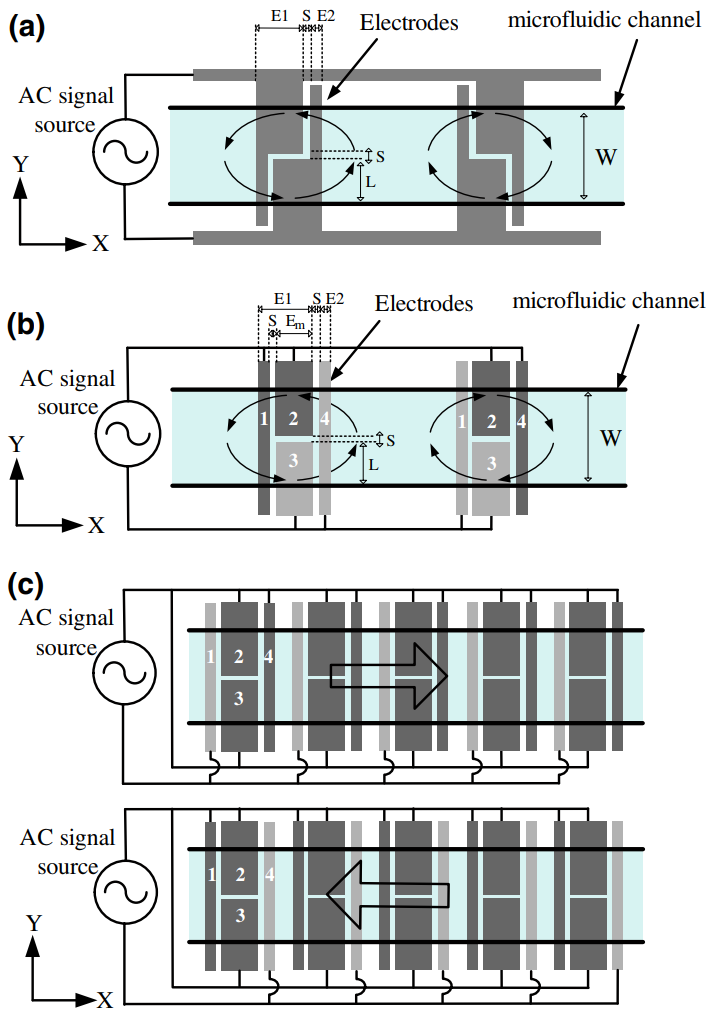 (a)
E1 S E2
Electrodes
microfluidic channel
AC signal
source
S
L
W
Y
X
(b)
E1 S E2
S Em
Electrodes
microfluidic channel
AC signal
source
1 2 4
3
S
L
1 2 4
3
W
Y
X
(c)
AC signal
source
1 2 4
3
AC signal
source
1 2 4
3
Y
X